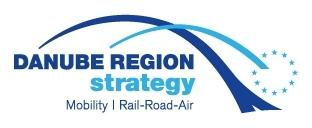 DANUBE REGION
strategy
Mobility | Rail-Road-Air